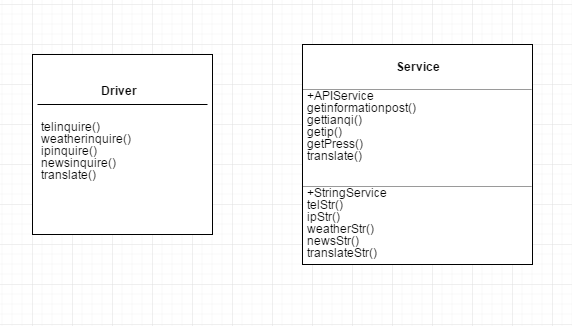 Driver
telinquire()
weatherinquire()
ipinquire()
newsinquire()
translate()
Service
+APIService
getinformationpost()
gettianqi()
getip()
getPress()
translate()
+StringService
telStr()
ipStr()
weatherStr()
newsStr()
translateStr()